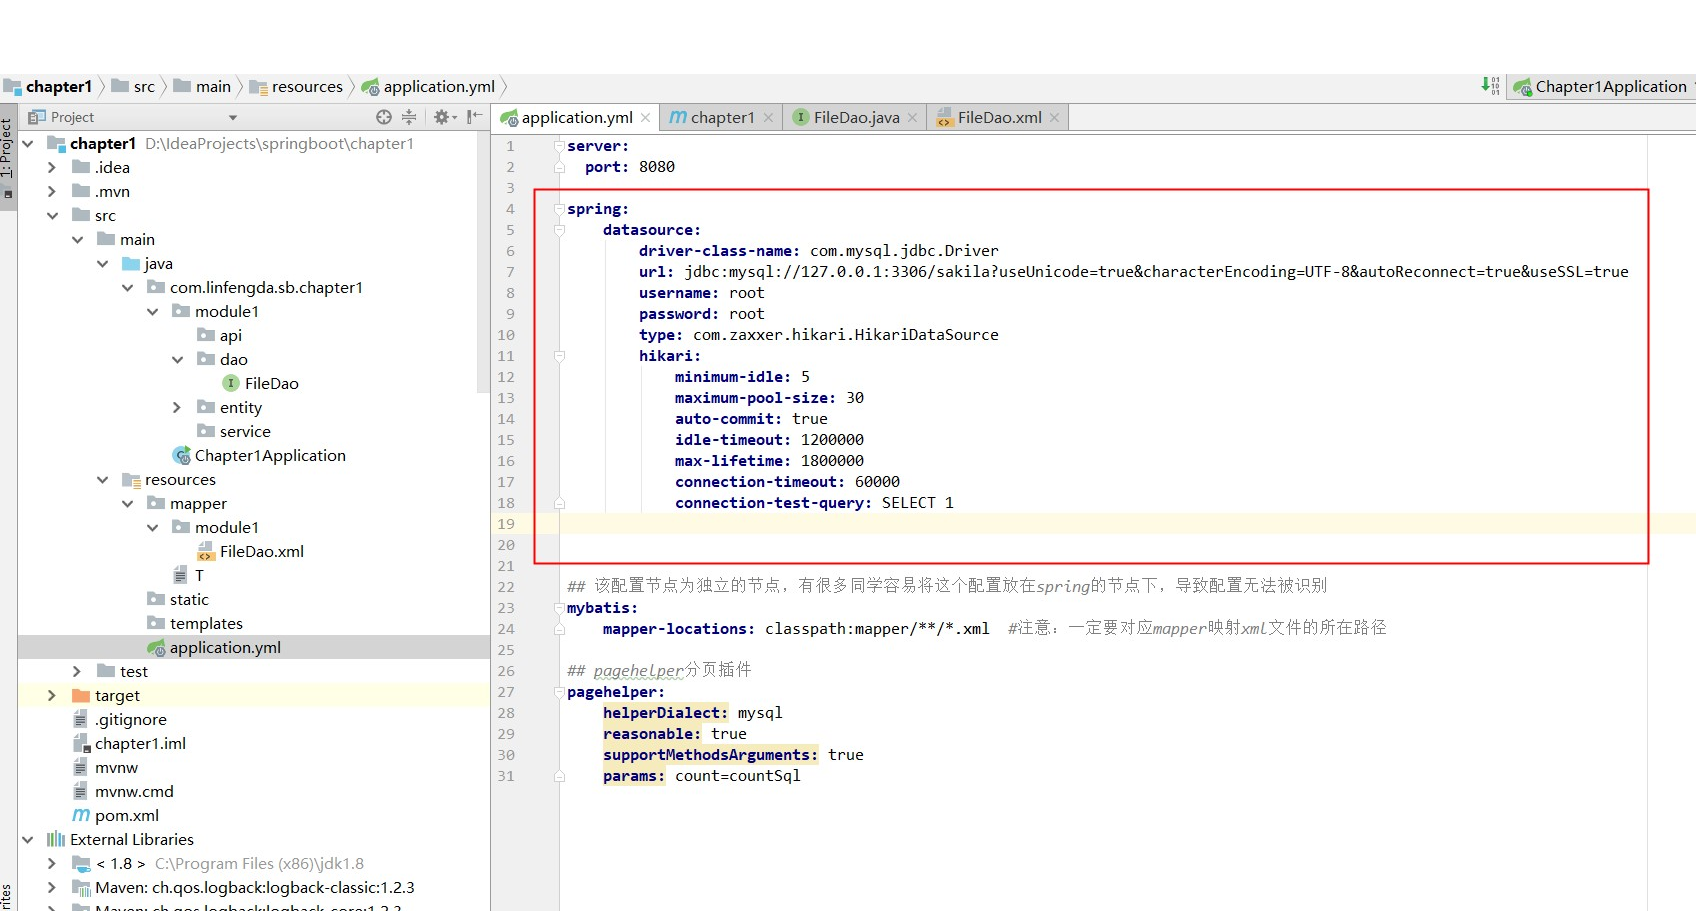 chapter1 src main resources application.yml
Chapter1Application
1: Project
Project
chapter1 D:\IdeaProjects\springboot\chapter1
.idea
.mvn
src
main
java
com.linfengda.sb.chapter1
module1
api
dao
FileDao
entity
service
Chapter1Application
resources
mapper
module1
FileDao.xml
T
static
templates
application.yml
test
target
.gitignore
chapter1.iml
mvnw
mvnw.cmd
pom.xml
External Libraries
< 1.8 > C:\Program Files (x86)\jdk1.8
Maven: ch.qos.logback:logback-classic:1.2.3
Maven: ch.qos.logback:logback-core:1.2.3
application.yml chapter1 FileDao.java FileDao.xml
1 server:
2 port: 8080
3
4 spring:
5 datasource:
6 driver-class-name: com.mysql.jdbc.Driver
7 url: jdbc:mysql://127.0.0.1:3306/sakila?useUnicode=true&characterEncoding=UTF-8&autoReconnect=true&useSSL=true
8 username: root
9 password: root
10 type: com.zaxxer.hikari.HikariDataSource
11 hikari:
12 minimum-idle: 5
13 maximum-pool-size: 30
14 auto-commit: true
15 idle-timeout: 1200000
16 max-lifetime: 1800000
17 connection-timeout: 60000
18 connection-test-query: SELECT 1
19
20
21
22 ## 该配置节点为独立的节点，有很多同学容易将这个配置放在spring的节点下，导致配置无法被识别
23 mybatis:
24 mapper-locations: classpath:mapper/**/*.xml #注意：一定要对应mapper映射xml文件的所在路径
25
26 ## pagehelper分页插件
27 pagehelper:
28 helperDialect: mysql
29 reasonable: true
30 supportMethodsArguments: true
31 params: count=countSql